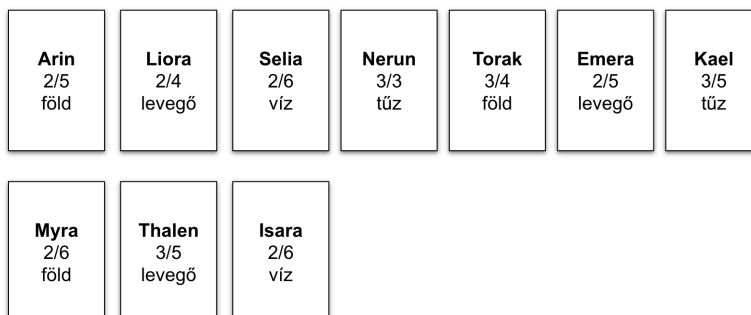 Arin
2/5
föld
Liora
2/4
levegő
Selia
2/6
víz
Nerun
3/3
tűz
Torak
3/4
föld
Emera
2/5
levegő
Kael
3/5
tűz
Myra
2/6
föld
Thalen
3/5
levegő
Isara
2/6
víz